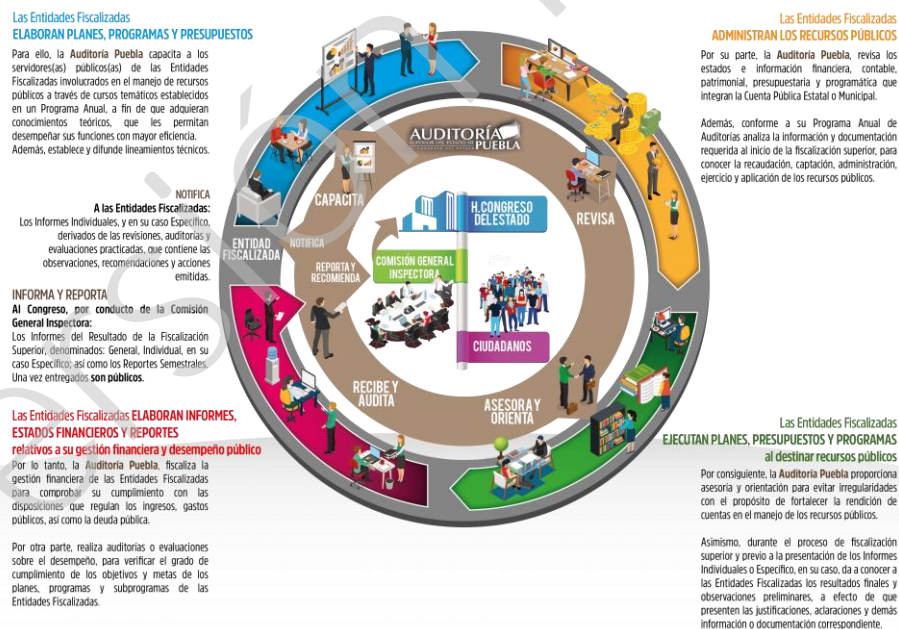 Las Entidades Fiscalizadas
ELABORAN PLANES, PROGRAMAS Y PRESUPUESTOS
Para ello, la Auditoría Puebla capacita a los
servidores(as) públicos(as) de las Entidades
Fiscalizadas involucrados en el manejo de recursos
públicos a través de cursos temáticos establecidos
en un Programa Anual, a fin de que adquieran
conocimientos teóricos, que les permitan
desempeñar sus funciones con mayor eficiencia.
Además, establece y difunde lineamientos técnicos.
NOTIFICA
A las Entidades Fiscalizadas:
Los Informes Individuales, y en su caso Específico,
derivados de las revisiones, auditorías y
evaluaciones practicadas, que contiene las
observaciones, recomendaciones y acciones
emitidas.
INFORMA Y REPORTA
Al Congreso, por conducto de la Comisión
General Inspectora:
Los Informes del Resultado de la Fiscalización
Superior, denominados: General, Individual, en su
caso Específico; así como los Reportes Semestrales.
Una vez entregados son públicos.
Las Entidades Fiscalizadas ELABORAN INFORMES,
ESTADOS FINANCIEROS Y REPORTES
relativos a su gestión financiera y desempeño público
Por lo tanto, la Auditoría Puebla, fiscaliza la
gestión financiera de las Entidades Fiscalizadas
para comprobar su cumplimiento con las
disposiciones que regulan los ingresos, gastos
públicos, así como la deuda pública.
Por otra parte, realiza auditorías o evaluaciones
sobre el desempeño, para verificar el grado de
cumplimiento de los objetivos y metas de los
planes, programas y subprogramas de las
Entidades Fiscalizadas.
AUDITORÍA
SUPERIOR DEL ESTADO DE PUEBLA
CAPACITA
REVISA
H. CONGRESO
DEL ESTADO
ENTIDAD
FISCALIZADA
NOTIFICA
REPORTA Y
RECOMIENDA
COMISIÓN GENERAL
INSPECTORA
CIUDADANOS
RECIBE Y
AUDITA
ASESORA Y
ORIENTA
Las Entidades Fiscalizadas
ADMINISTRAN LOS RECURSOS PÚBLICOS
Por su parte, la Auditoría Puebla, revisa los
estados e información financiera, contable,
patrimonial, presupuestaria y programática que
integran la Cuenta Pública Estatal o Municipal.
Además, conforme a su Programa Anual de
Auditorías analiza la información y documentación
requerida al inicio de la fiscalización superior, para
conocer la recaudación, captación, administración,
ejercicio y aplicación de los recursos públicos.
Las Entidades Fiscalizadas
EJECUTAN PLANES, PRESUPUESTOS Y PROGRAMAS
al destinar recursos públicos
Por consiguiente, la Auditoría Puebla proporciona
asesoría y orientación para evitar irregularidades
con el propósito de fortalecer la rendición de
cuentas en el manejo de los recursos públicos.
Asimismo, durante el proceso de fiscalización
superior y previo a la presentación de los Informes
Individuales o Específico, en su caso, da a conocer a
las Entidades Fiscalizadas los resultados finales y
observaciones preliminares, a efecto de que
presenten las justificaciones, aclaraciones y demás
información o documentación correspondiente.